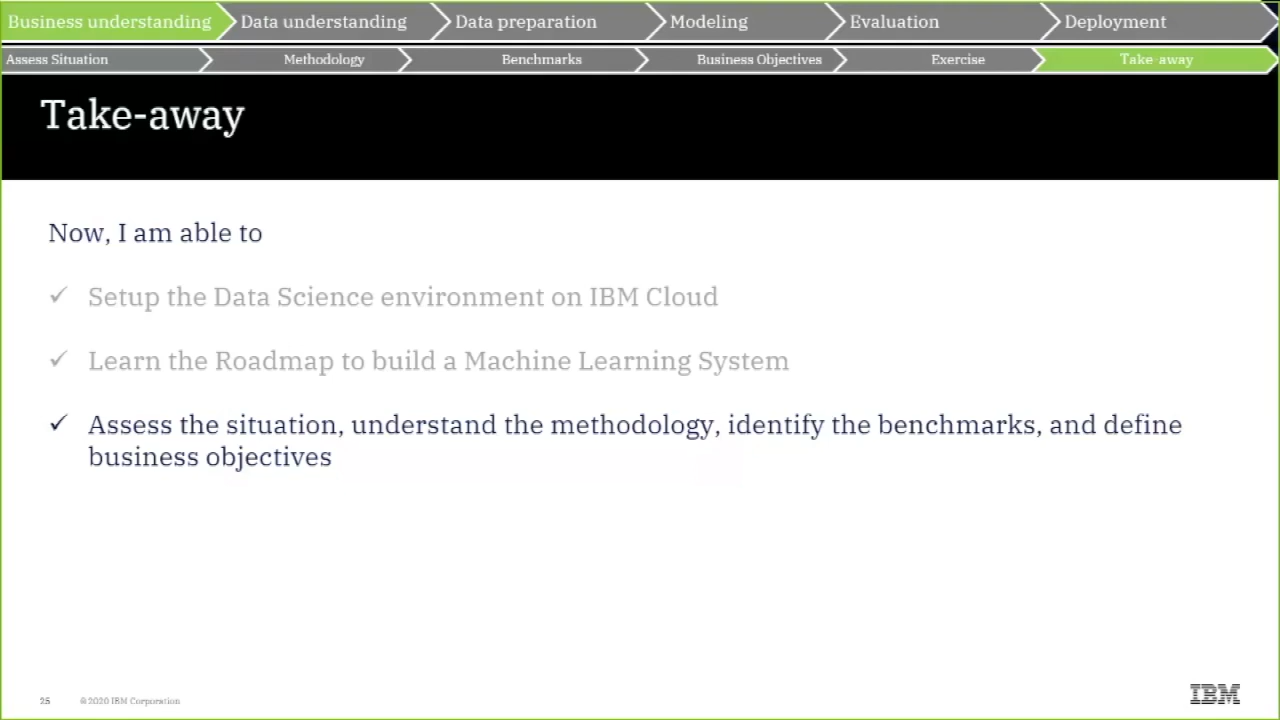 Business understanding Data understanding Data preparation Modeling Evaluation Deployment
Assess Situation Methodology Benchmarks Business Objectives Exercise Take-away
Take-away
Now, I am able to
✓ Setup the Data Science environment on IBM Cloud
✓ Learn the Roadmap to build a Machine Learning System
✓ Assess the situation, understand the methodology, identify the benchmarks, and define
business objectives
25 ©2020 IBM Corporation
IBM